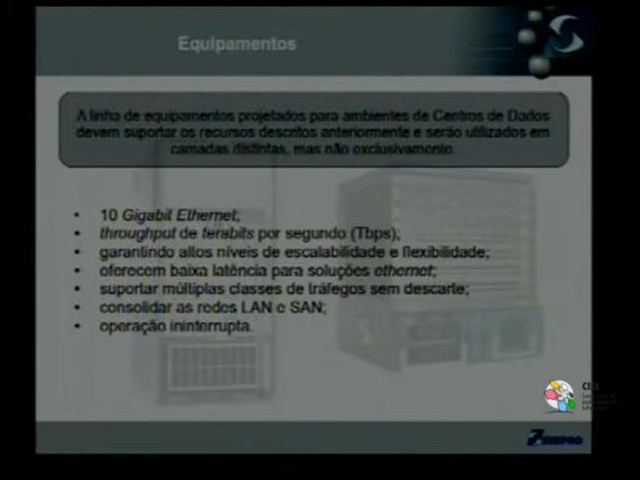 Equipamentos
A linha de equipamentos projetados para ambientes de Centros de Dados
devem suportar os recursos descritos anteriormente e serão utilizados em
camadas distintas, mas não exclusivamente.
• 10 Gigabit Ethernet;
• throughput de terabits por segundo (Tbps);
• garantindo altos níveis de escalabilidade e flexibilidade;
• oferecem baixa latência para soluções ethernet;
• suportar múltiplas classes de tráfegos sem descarte;
• consolidar as redes LAN e SAN;
• operação ininterrupta.
SERPRO